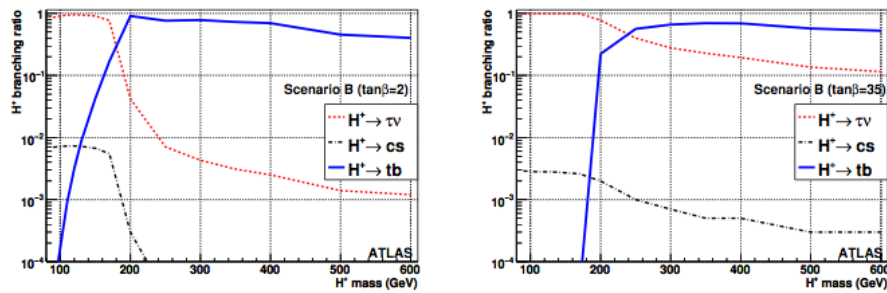 H⁺ branching ratio
1
10⁻¹
10⁻²
10⁻³
10⁻⁴
Scenario B (tanβ=2)
H⁺→ τν
H⁺→ cs
H⁺→ tb
ATLAS
100 200 300 400 500 600
H⁺ mass (GeV)
H⁺ branching ratio
1
10⁻¹
10⁻²
10⁻³
10⁻⁴
Scenario B (tanβ=35)
H⁺→ τν
H⁺→ cs
H⁺→ tb
ATLAS
100 200 300 400 500 600
H⁺ mass (GeV)